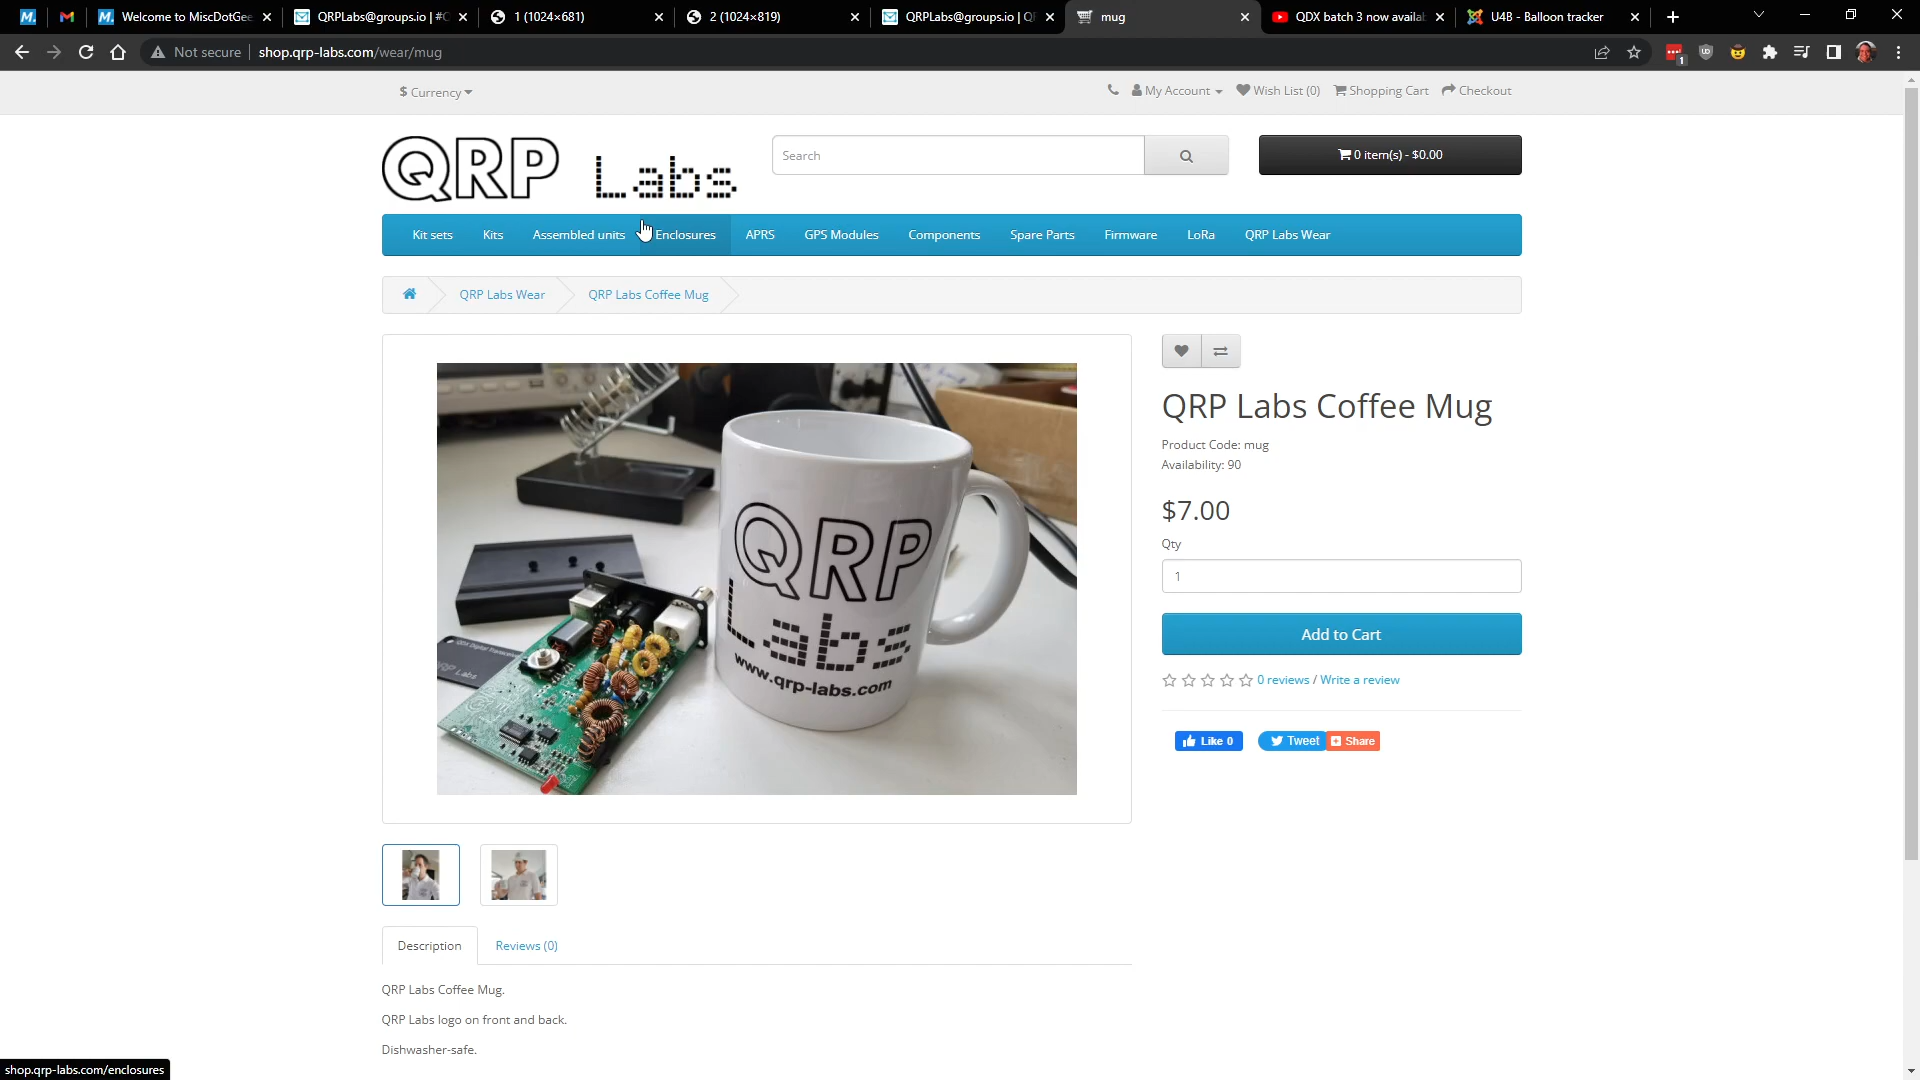 Welcome to MiscDotGee
QRPLabs@groups.io | #C
1 (1024×681)
2 (1024×819)
QRPLabs@groups.io | Q
mug
QDX batch 3 now availa
U4B - Balloon tracker
Not secure
shop.qrp-labs.com/wear/mug
1
$ Currency
My Account
Wish List (0)
Shopping Cart
Checkout
QRP Labs
Search
0 item(s) - $0.00
Kit sets
Kits
Assembled units
Enclosures
APRS
GPS Modules
Components
Spare Parts
Firmware
LoRa
QRP Labs Wear
QRP Labs Wear
QRP Labs Coffee Mug
QRP
Labs
www.qrp-labs.com
QRP Labs Coffee Mug
Product Code: mug
Availability: 90
$7.00
Qty
1
Add to Cart
0 reviews / Write a review
Like 0
Tweet
Share
Description
Reviews (0)
QRP Labs Coffee Mug.
QRP Labs logo on front and back.
Dishwasher-safe.
shop.qrp-labs.com/enclosures